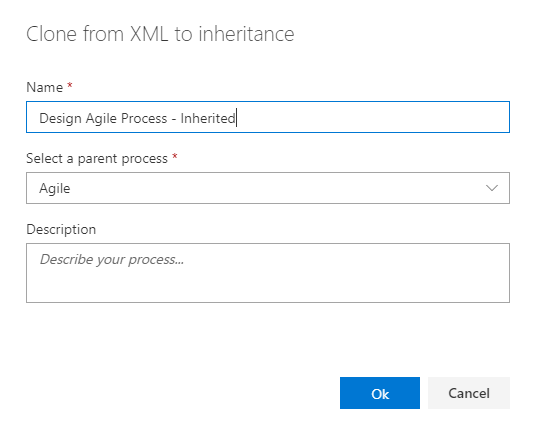 Clone from XML to inheritance
Name *
Design Agile Process - Inherited
Select a parent process *
Agile
Description
Describe your process...
Ok
Cancel